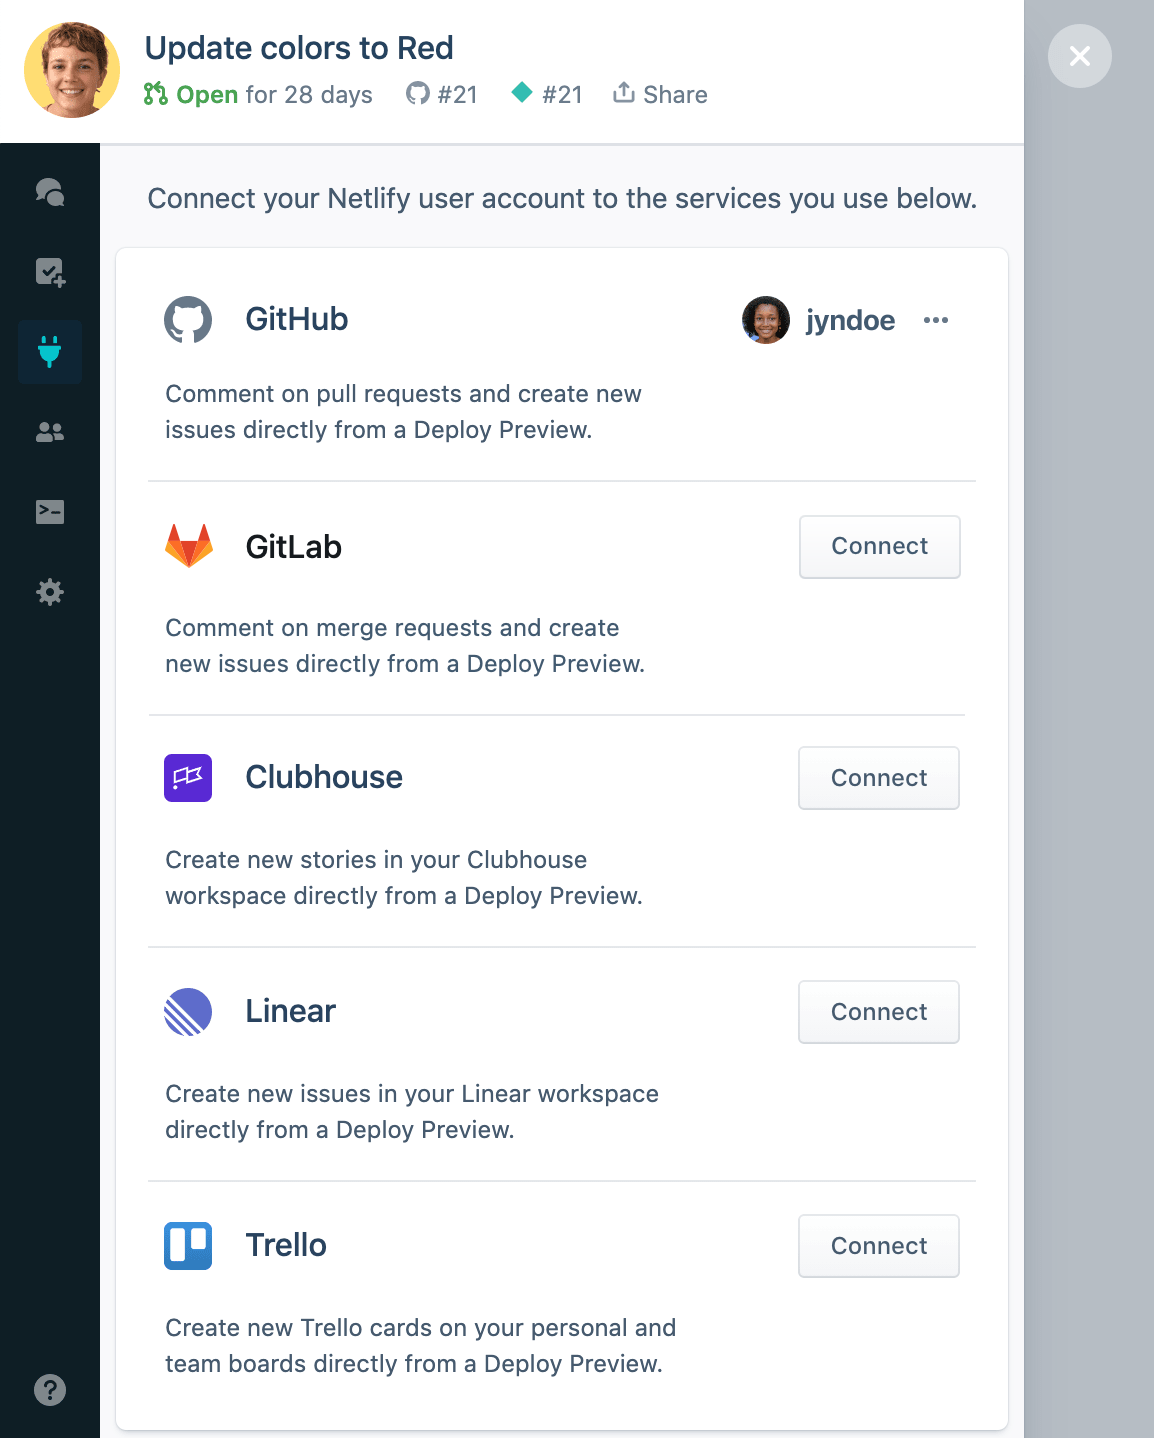 Update colors to Red
Open for 28 days #21 #21 Share
Connect your Netlify user account to the services you use below.
GitHub jyndoe
Comment on pull requests and create new
issues directly from a Deploy Preview.
GitLab Connect
Comment on merge requests and create
new issues directly from a Deploy Preview.
Clubhouse Connect
Create new stories in your Clubhouse
workspace directly from a Deploy Preview.
Linear Connect
Create new issues in your Linear workspace
directly from a Deploy Preview.
Trello Connect
Create new Trello cards on your personal and
team boards directly from a Deploy Preview.